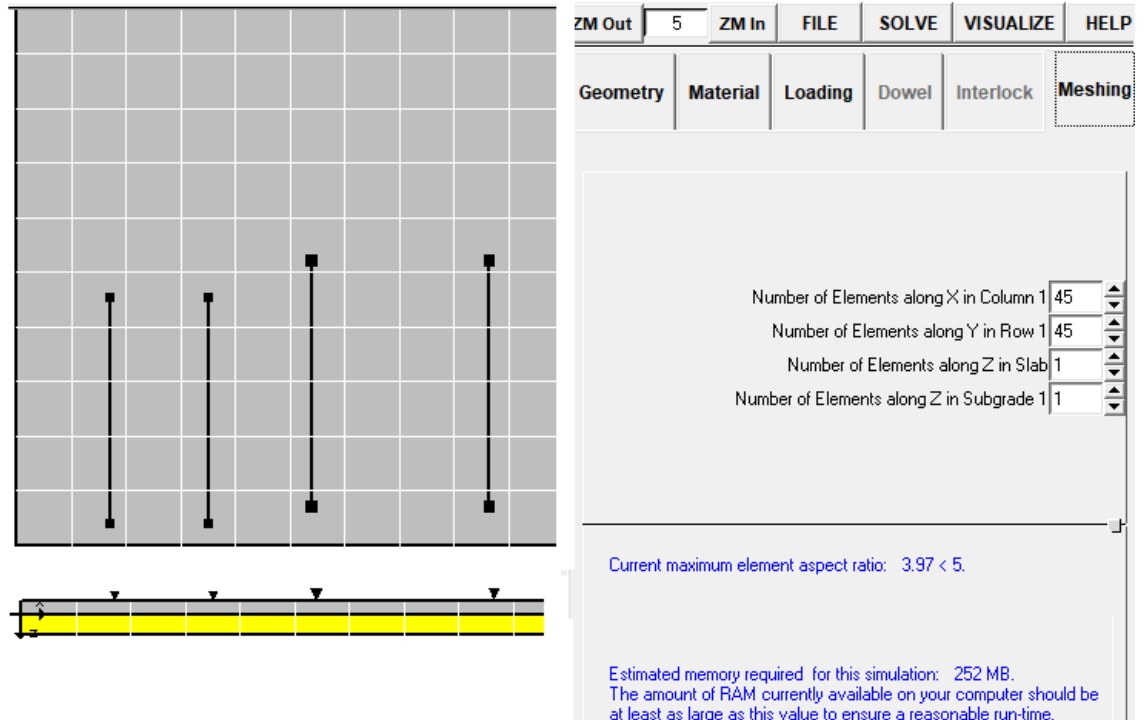 ZM Out 5 ZM In FILE SOLVE VISUALIZE HELP
Geometry Material Loading Dowel Interlock Meshing
Number of Elements along X in Column 1 45
Number of Elements along Y in Row 1 45
Number of Elements along Z in Slab 1
Number of Elements along Z in Subgrade 1 1
Current maximum element aspect ratio: 3.97 < 5.
X
Z
Estimated memory required for this simulation: 252 MB.
The amount of RAM currently available on your computer should be
at least as large as this value to ensure a reasonable run-time.